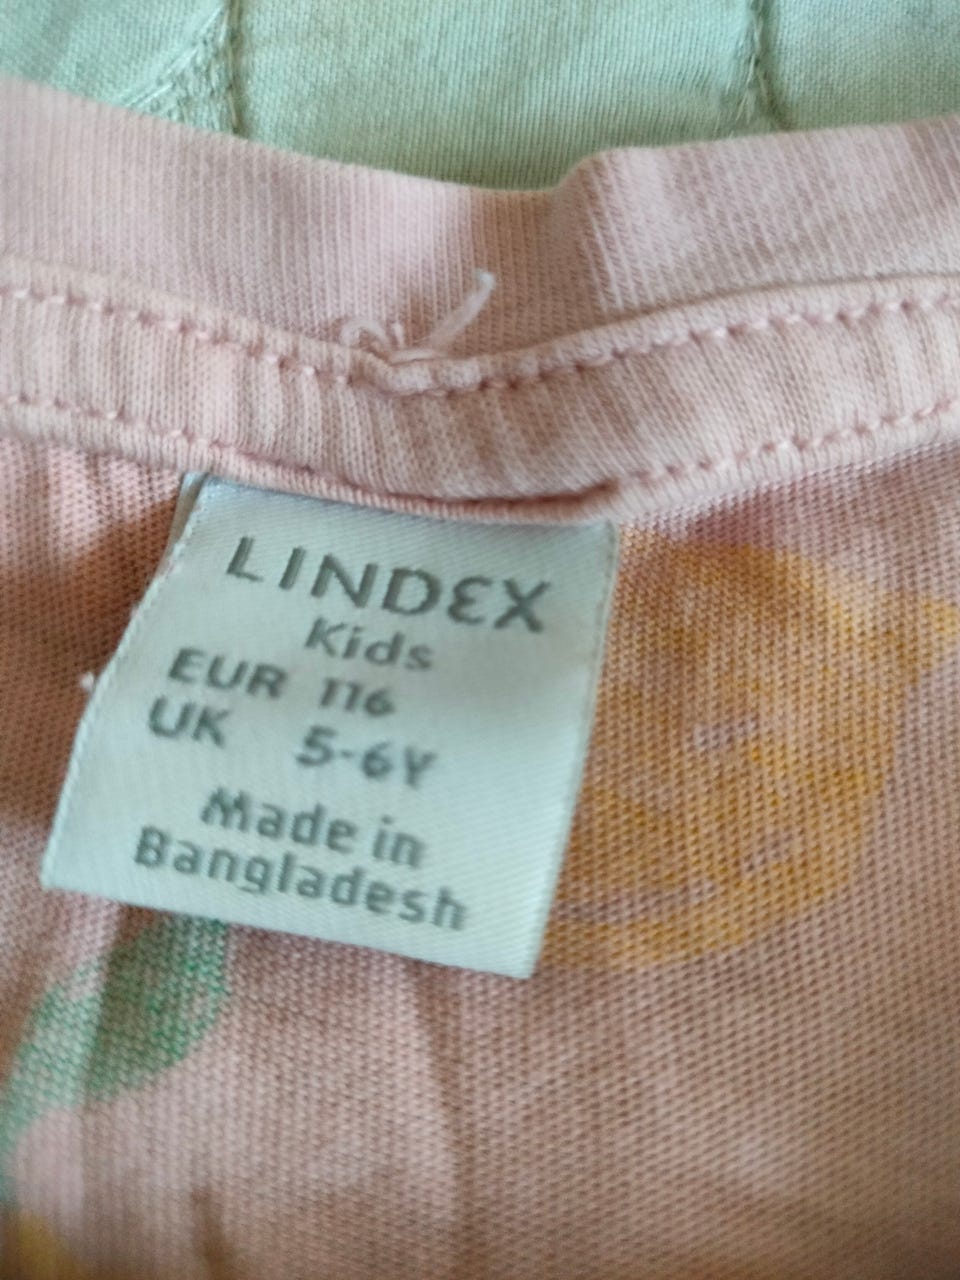 LINDEX
Kids
EUR 116
UK 5-6Y
Made in
Bangladesh